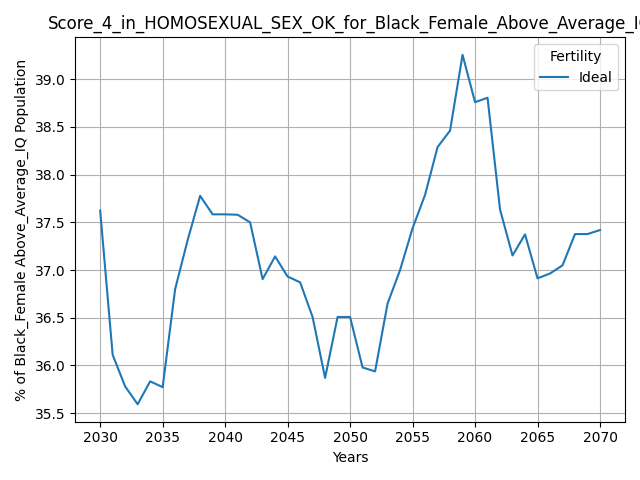 Score_4_in_HOMOSEXUAL_SEX_OK_for_Black_Female_Above_Average_I
Fertility
Ideal
% of Black_Female Above_Average_IQ Population
39.0
38.5
38.0
37.5
37.0
36.5
36.0
35.5
2030 2035 2040 2045 2050 2055 2060 2065 2070
Years